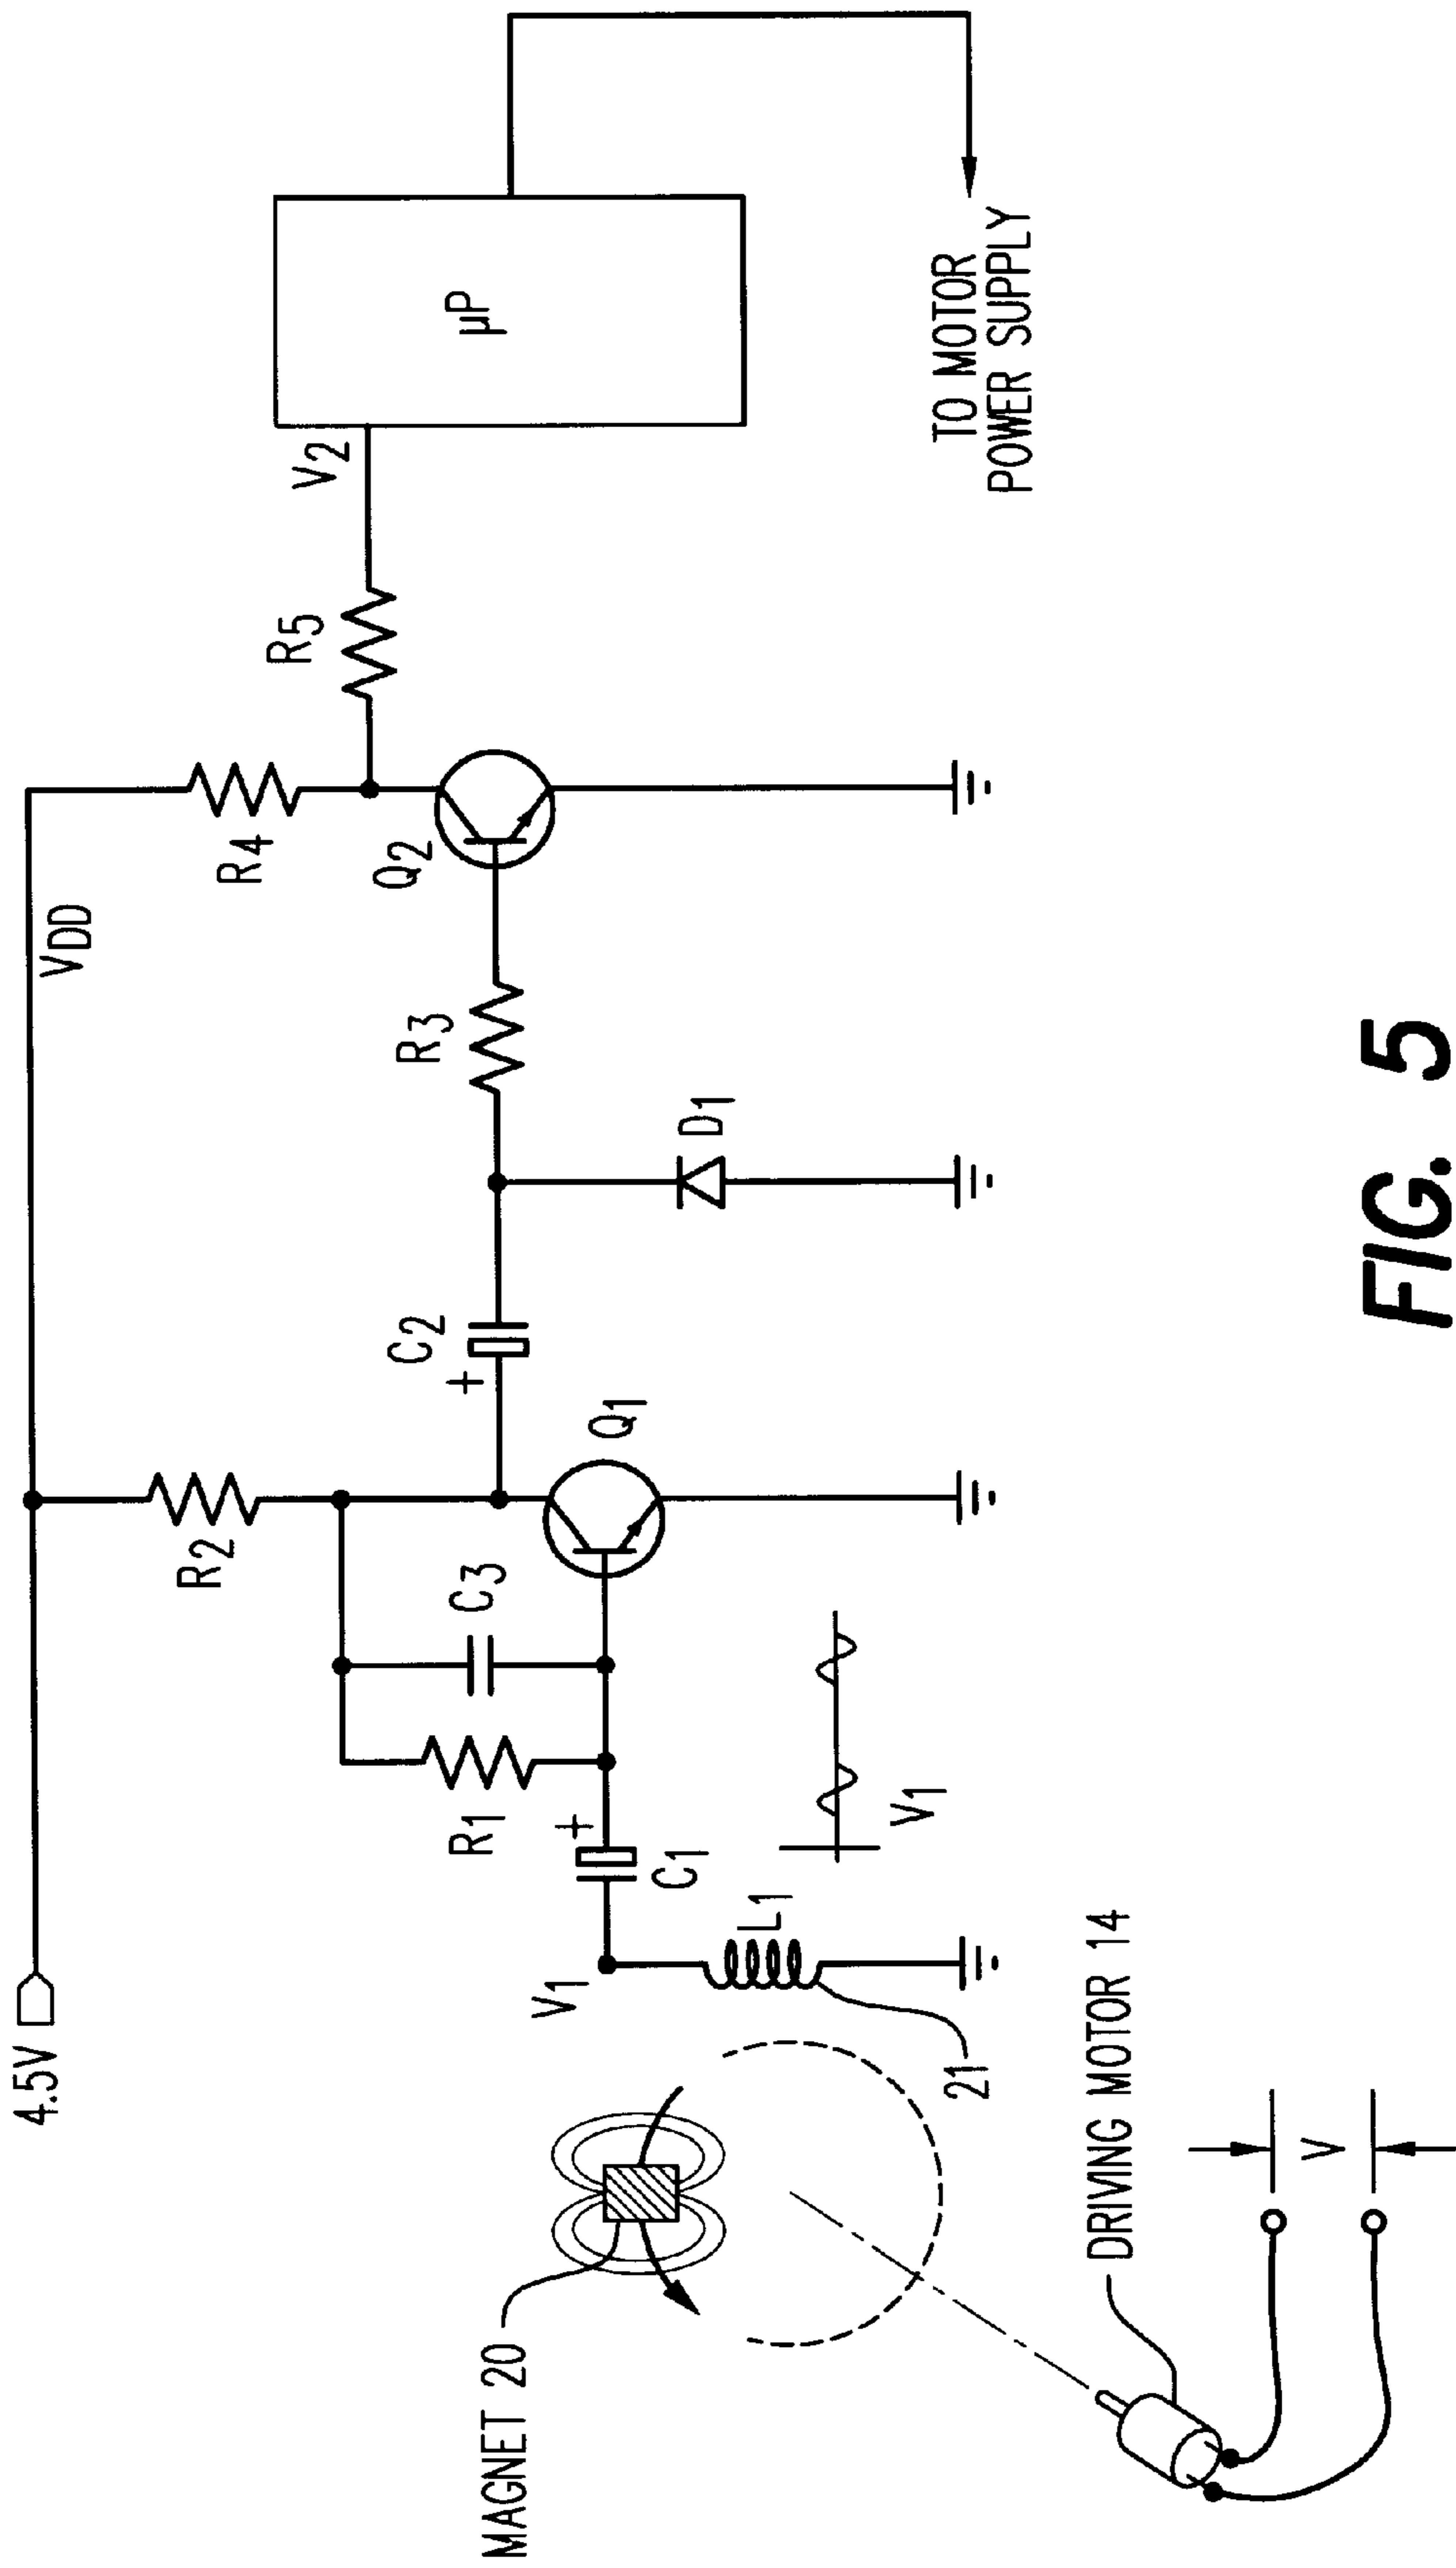 4.5V
VDD
R2
R4
R5
V2
µP
C3
R1
C2
+
R3
Q2
Q1
D1
C1
+
V1
L1
V1
21
MAGNET 20
DRIVING MOTOR 14
V
TO MOTOR
POWER SUPPLY
FIG. 5